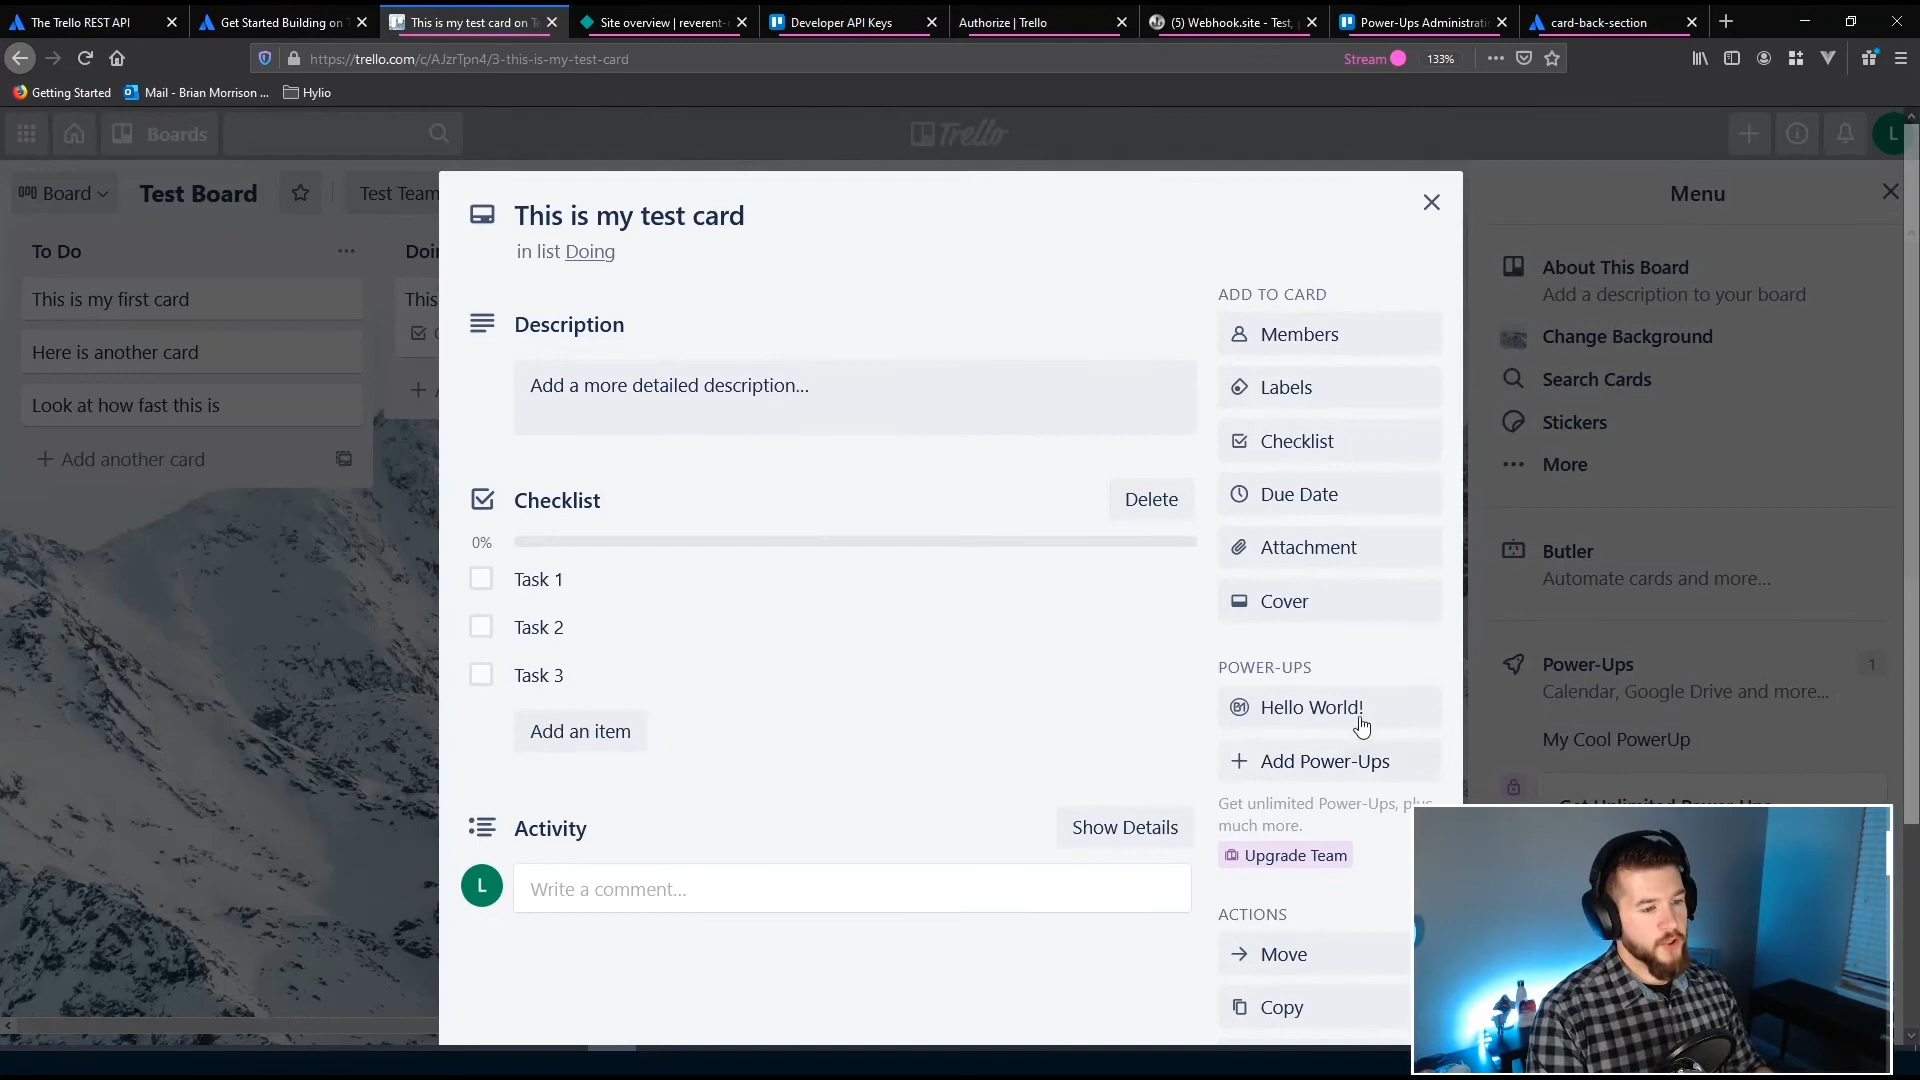 The Trello REST API
Get Started Building on T
This is my test card on Te
Site overview | reverent-r
Developer API Keys
Authorize | Trello
(5) Webhook.site - Test,
Power-Ups Administrati
card-back-section
https://trello.com/c/AJzrTpn4/3-this-is-my-test-card
Stream
133%
Getting Started
Mail - Brian Morrison ...
Hylio
Boards
Trello
L
Board
Test Board
Test Team
To Do
This is my first card
Here is another card
Look at how fast this is
+ Add another card
Doin
This
This is my test card
in list Doing
Description
Add a more detailed description...
Checklist
Delete
0%
Task 1
Task 2
Task 3
Add an item
Activity
Show Details
L
Write a comment...
ADD TO CARD
Members
Labels
Checklist
Due Date
Attachment
Cover
POWER-UPS
Hello World!
+ Add Power-Ups
Get unlimited Power-Ups, plus
much more.
Upgrade Team
ACTIONS
Move
Copy
Menu
About This Board
Add a description to your board
Change Background
Search Cards
Stickers
More
Butler
Automate cards and more...
Power-Ups
1
Calendar, Google Drive and more...
My Cool PowerUp